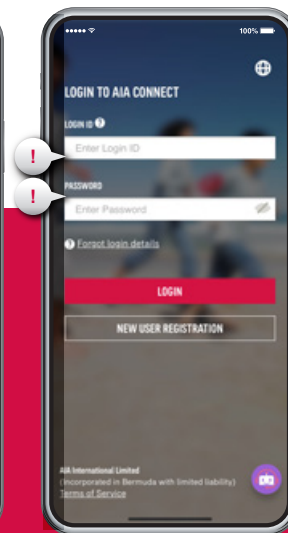 100%
LOGIN TO AIA CONNECT
LOGIN ID ?
!
Enter Login ID
!
PASSWORD
Enter Password
? Forgot login details
LOGIN
NEW USER REGISTRATION
AIA International Limited
(Incorporated in Bermuda with limited liability)
Terms of Service